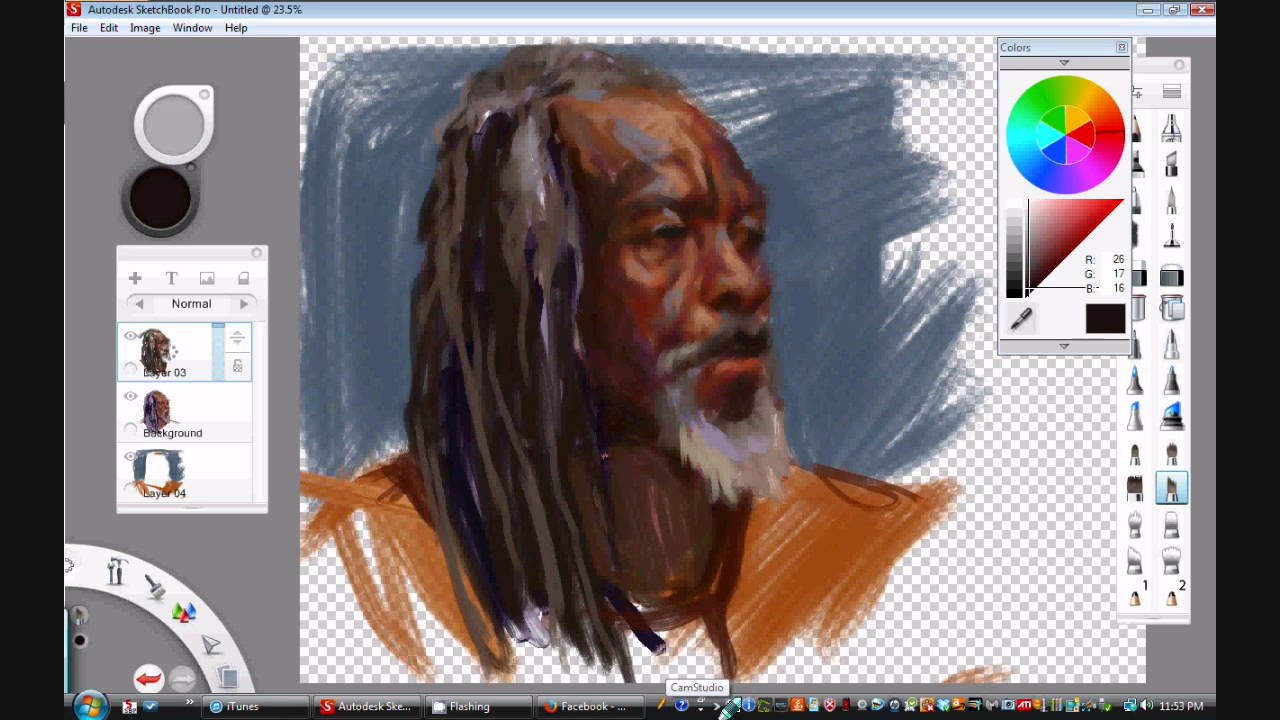 Autodesk SketchBook Pro - Untitled @ 23.5%
File Edit Image Window Help
Colors
R: 26
G: 17
B: 16
T
Normal
Layer 03
Background
Layer 04
1 2
CamStudio
iTunes
Autodesk Ske...
Flashing
Facebook - ...
11:53 PM